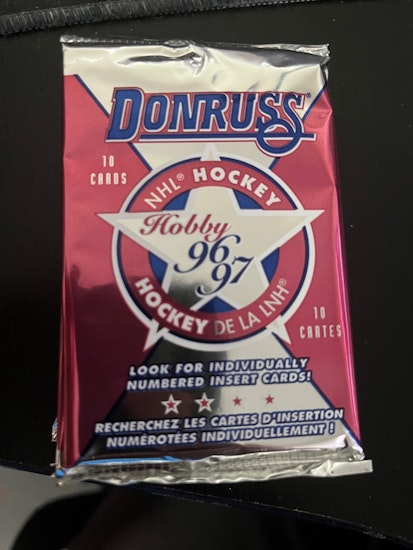 DONRUSS®
10
CARDS
NHL® HOCKEY
Hobby
96
97
HOCKEY DE LA LNH®
10
CARTES
LOOK FOR INDIVIDUALLY
NUMBERED INSERT CARDS!
RECHERCHEZ LES CARTES D'INSERTION
NUMÉROTÉES INDIVIDUELLEMENT !